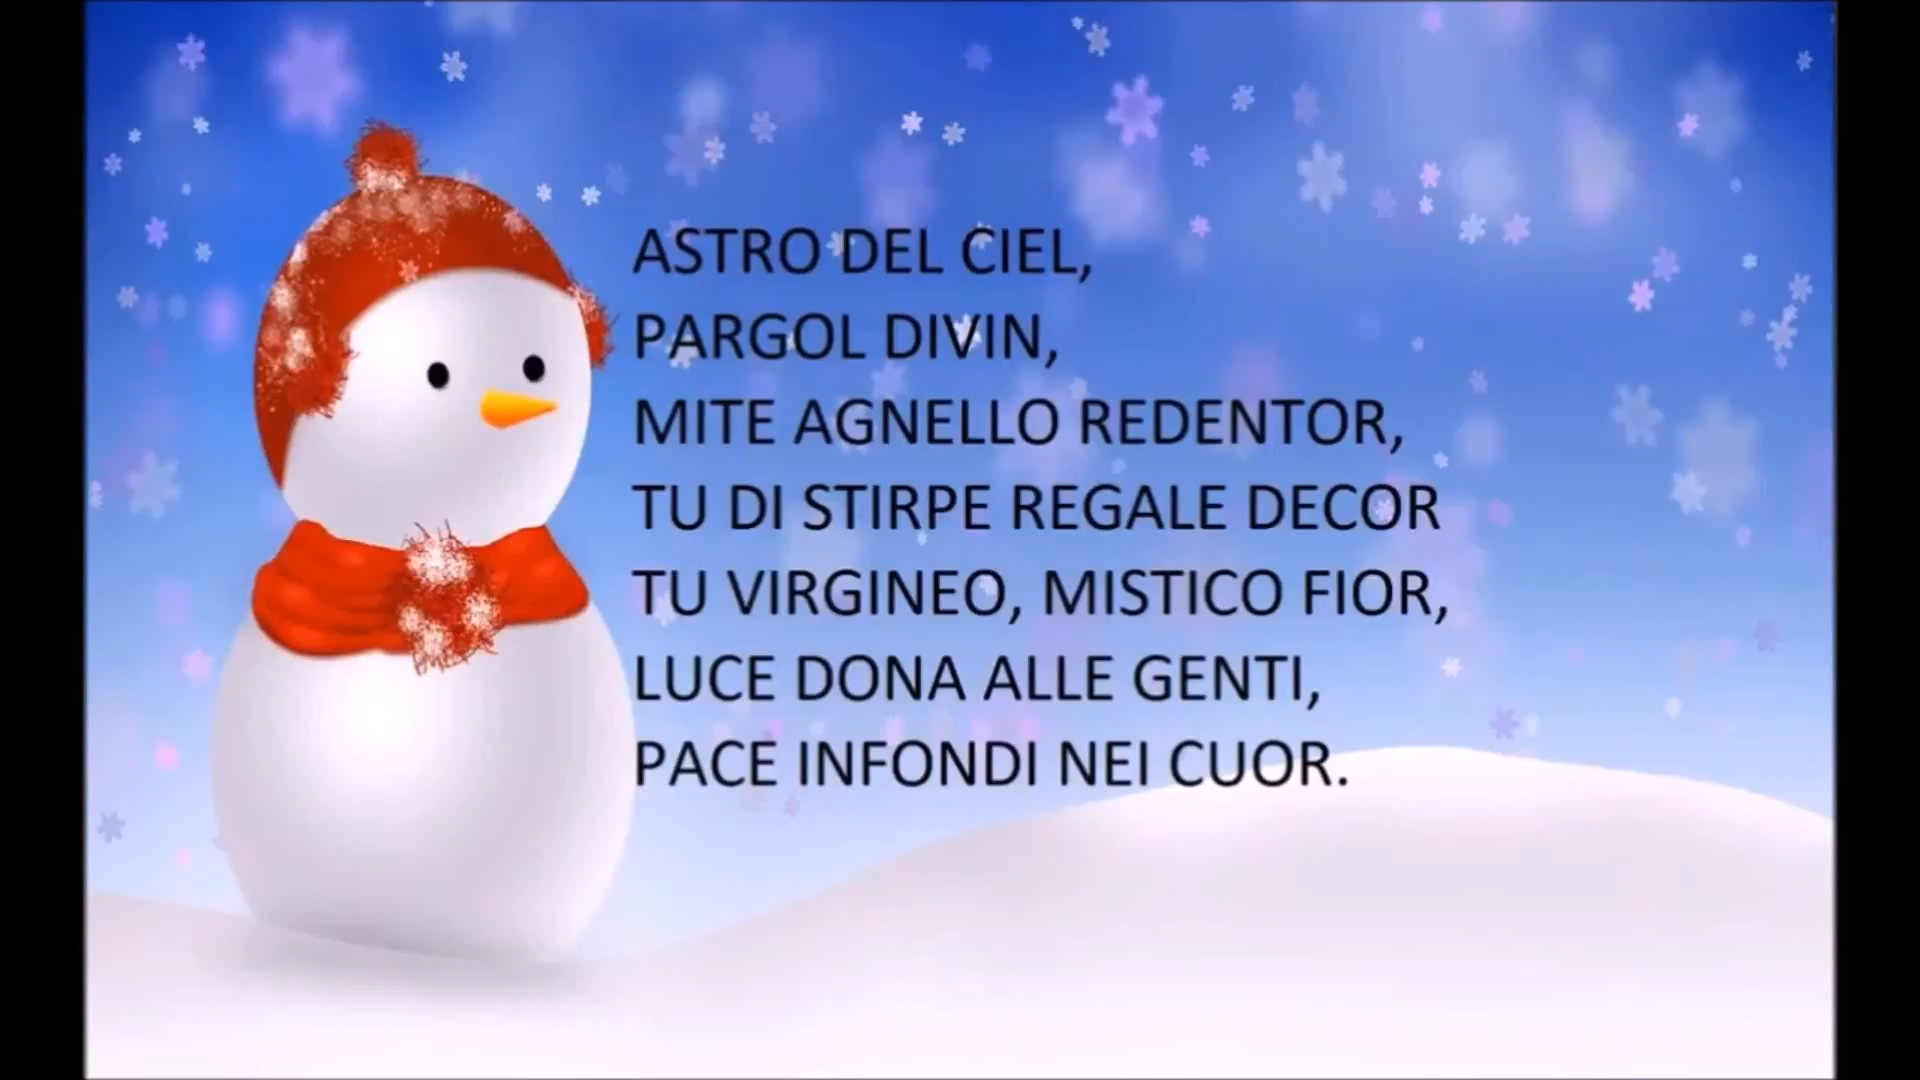 ASTRO DEL CIEL,
PARGOL DIVIN,
MITE AGNELLO REDENTOR,
TU DI STIRPE REGALE DECOR
TU VIRGINEO, MISTICO FIOR,
LUCE DONA ALLE GENTI,
PACE INFONDI NEI CUOR.